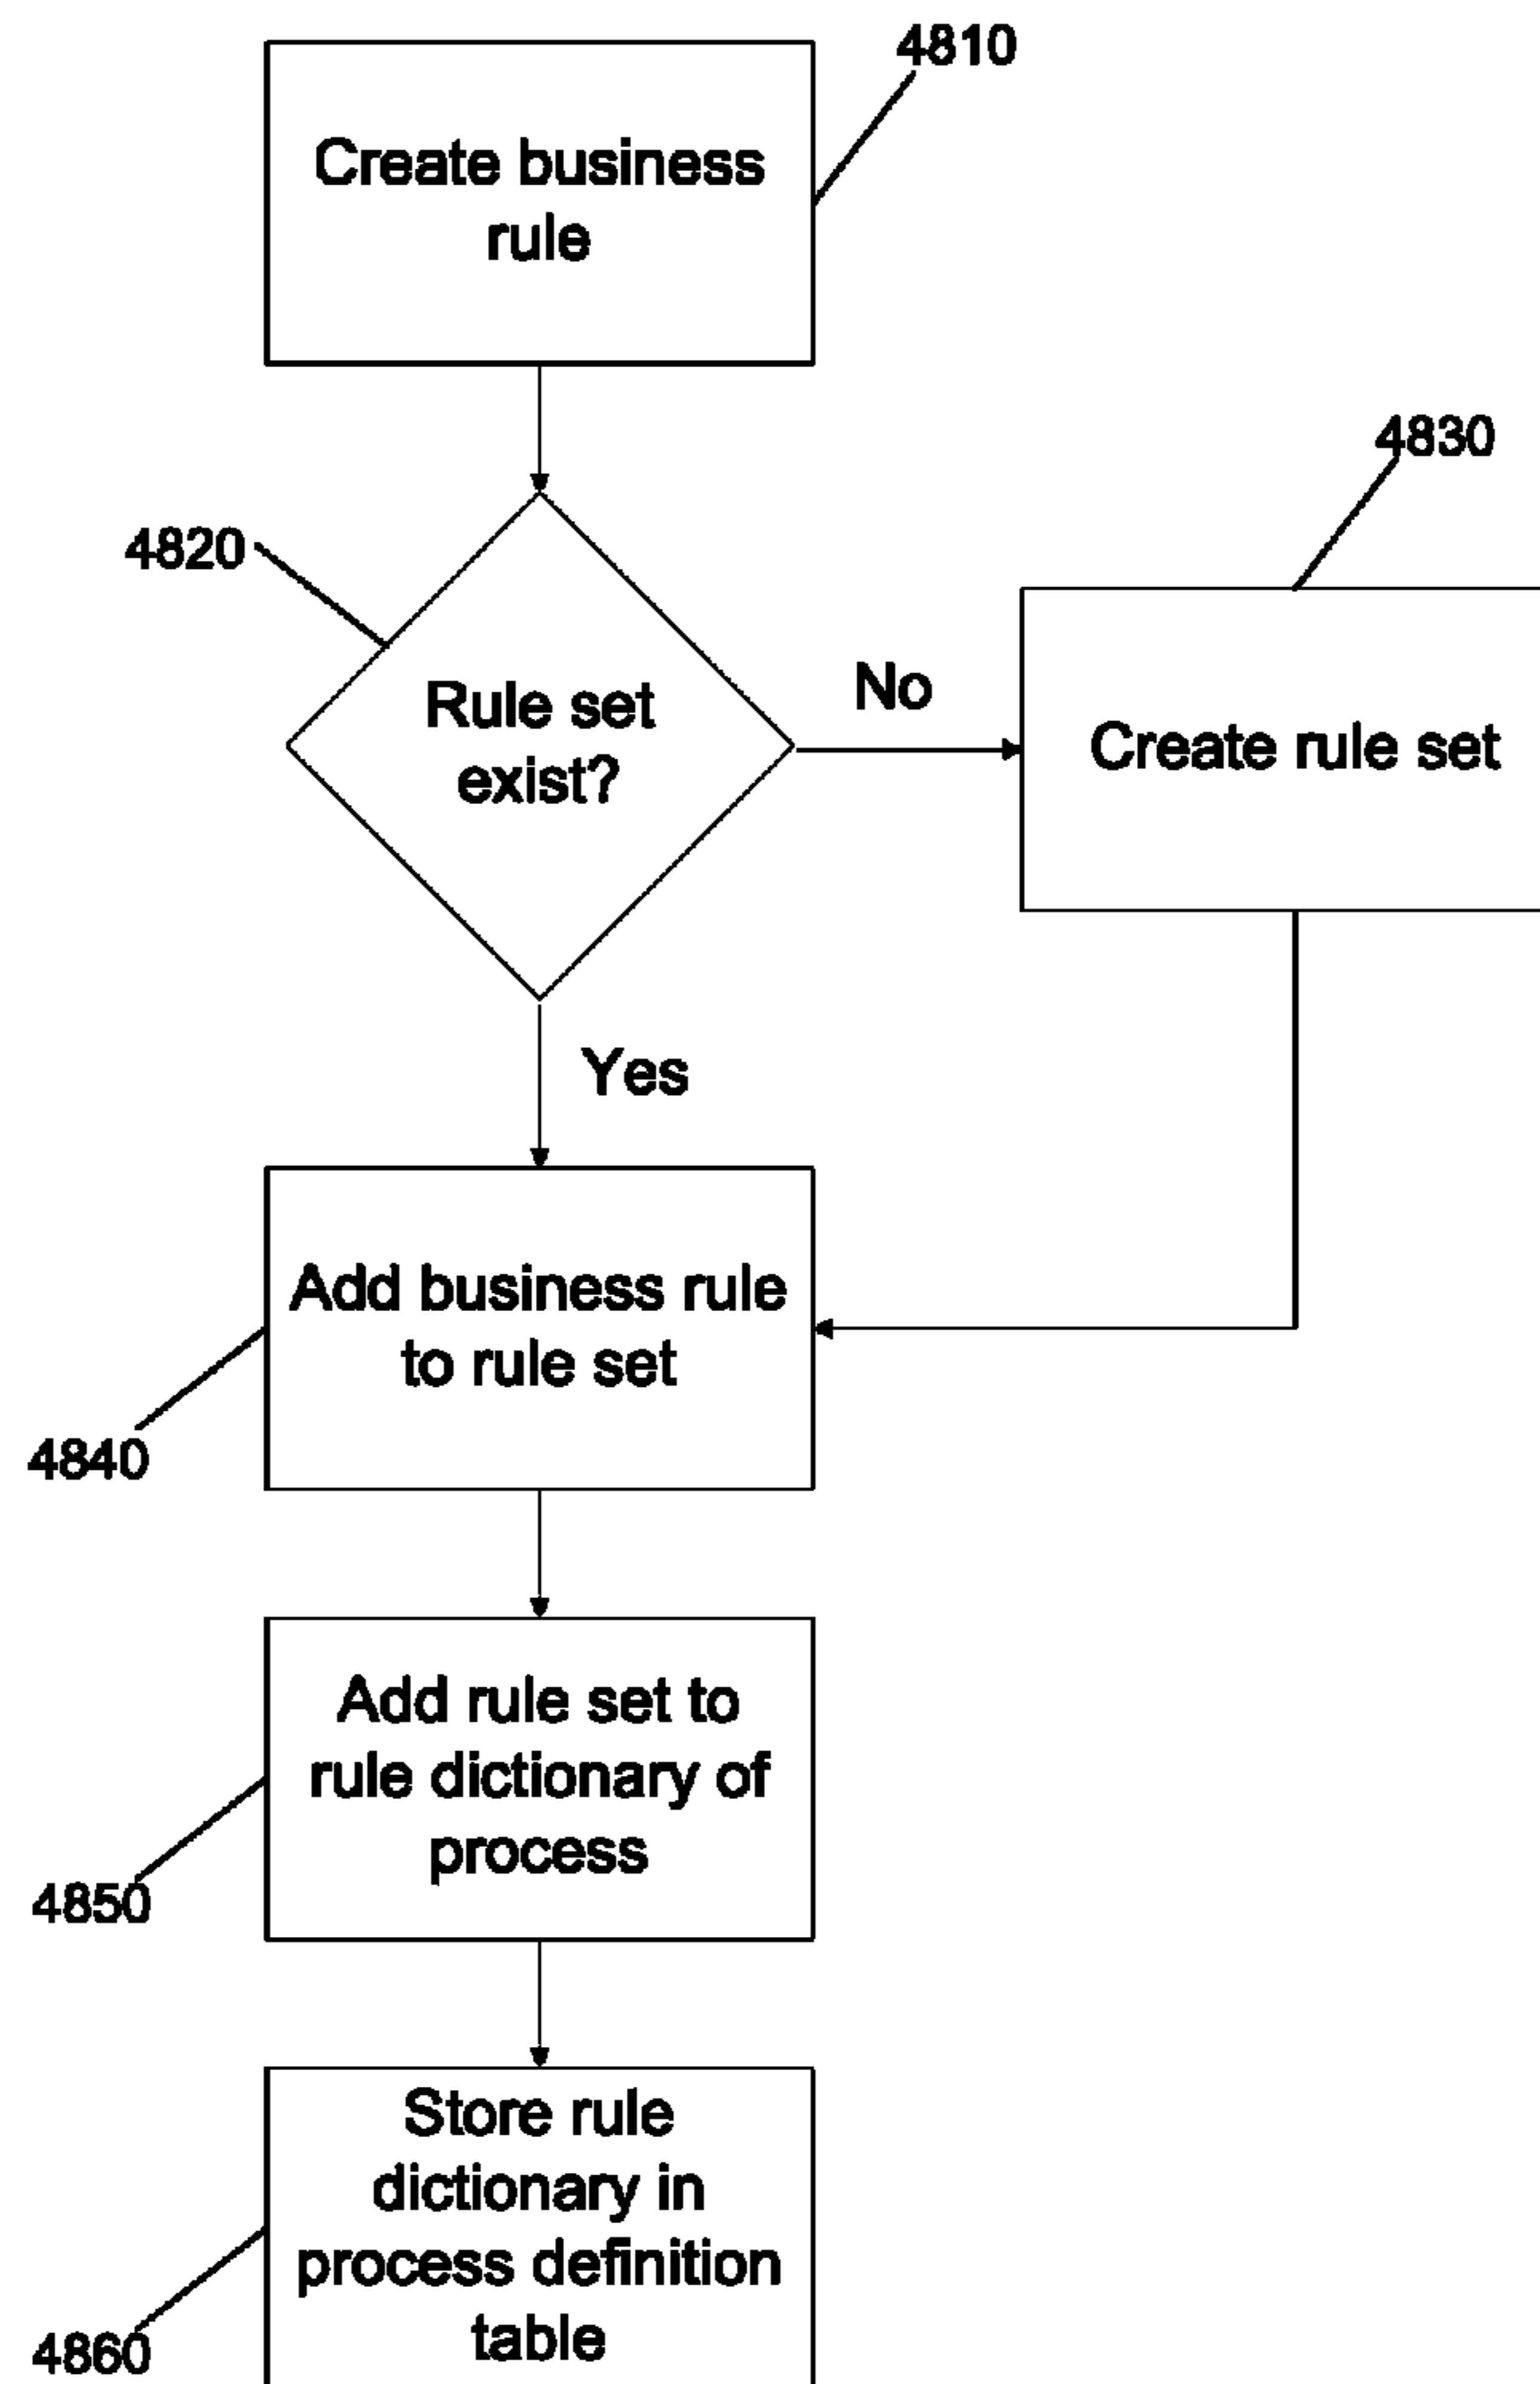 4810
Create business
rule
4830
4820
Rule set
exist?
No
Create rule set
Yes
Add business rule
to rule set
4840
Add rule set to
rule dictionary of
process
4850
Store rule
dictionary in
process definition
table
4860